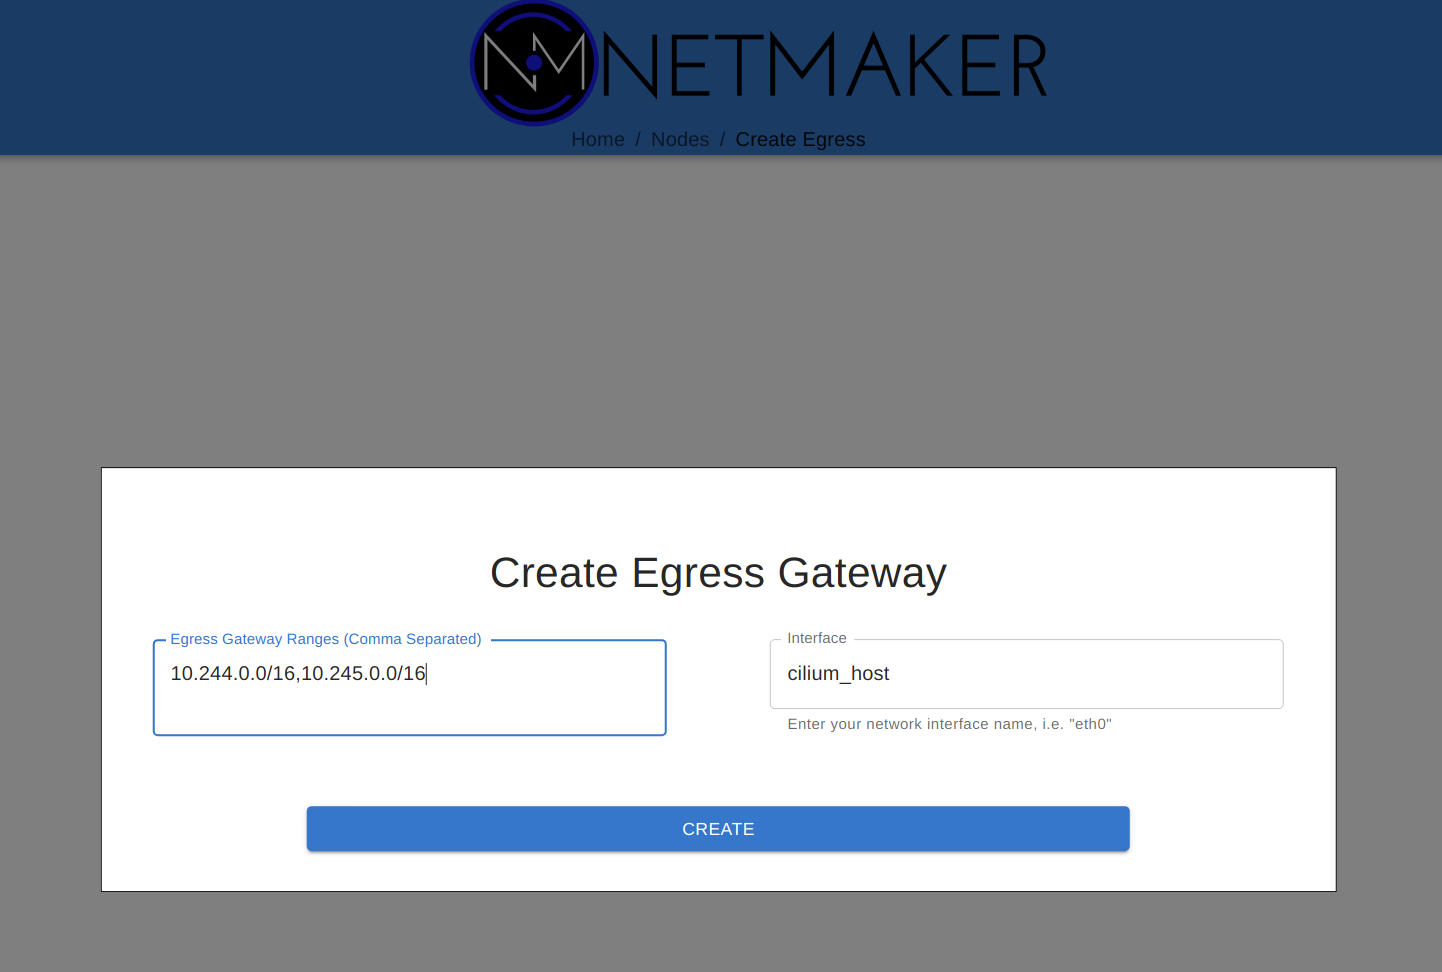 NM NETMAKER
Home / Nodes / Create Egress
Create Egress Gateway
Egress Gateway Ranges (Comma Separated)
10.244.0.0/16,10.245.0.0/16
Interface
cilium_host
Enter your network interface name, i.e. "eth0"
CREATE